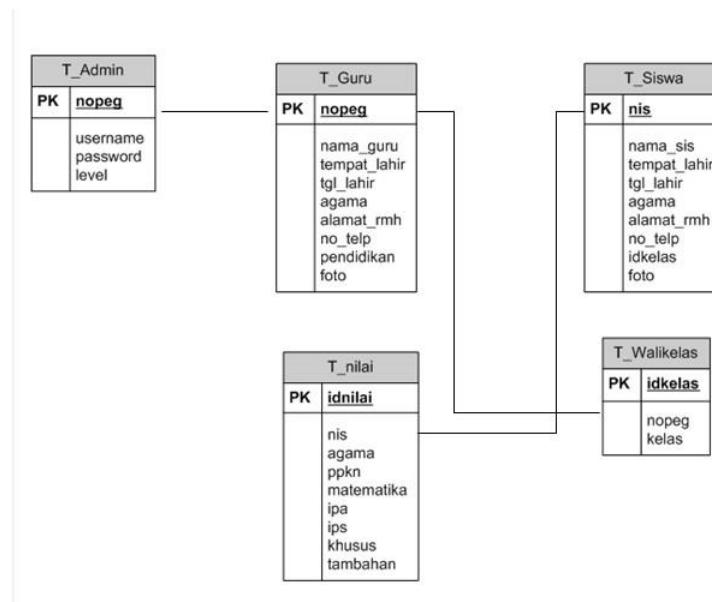 T_Admin
PK nopeg
username
password
level
T_Guru
PK nopeg
nama_guru
tempat_lahir
tgl_lahir
agama
alamat_rmh
no_telp
pendidikan
foto
T_Siswa
PK nis
nama_sis
tempat_lahir
tgl_lahir
agama
alamat_rmh
no_telp
idkelas
foto
T_nilai
PK idnilai
nis
agama
ppkn
matematika
ipa
ips
khusus
tambahan
T_Walikelas
PK idkelas
nopeg
kelas